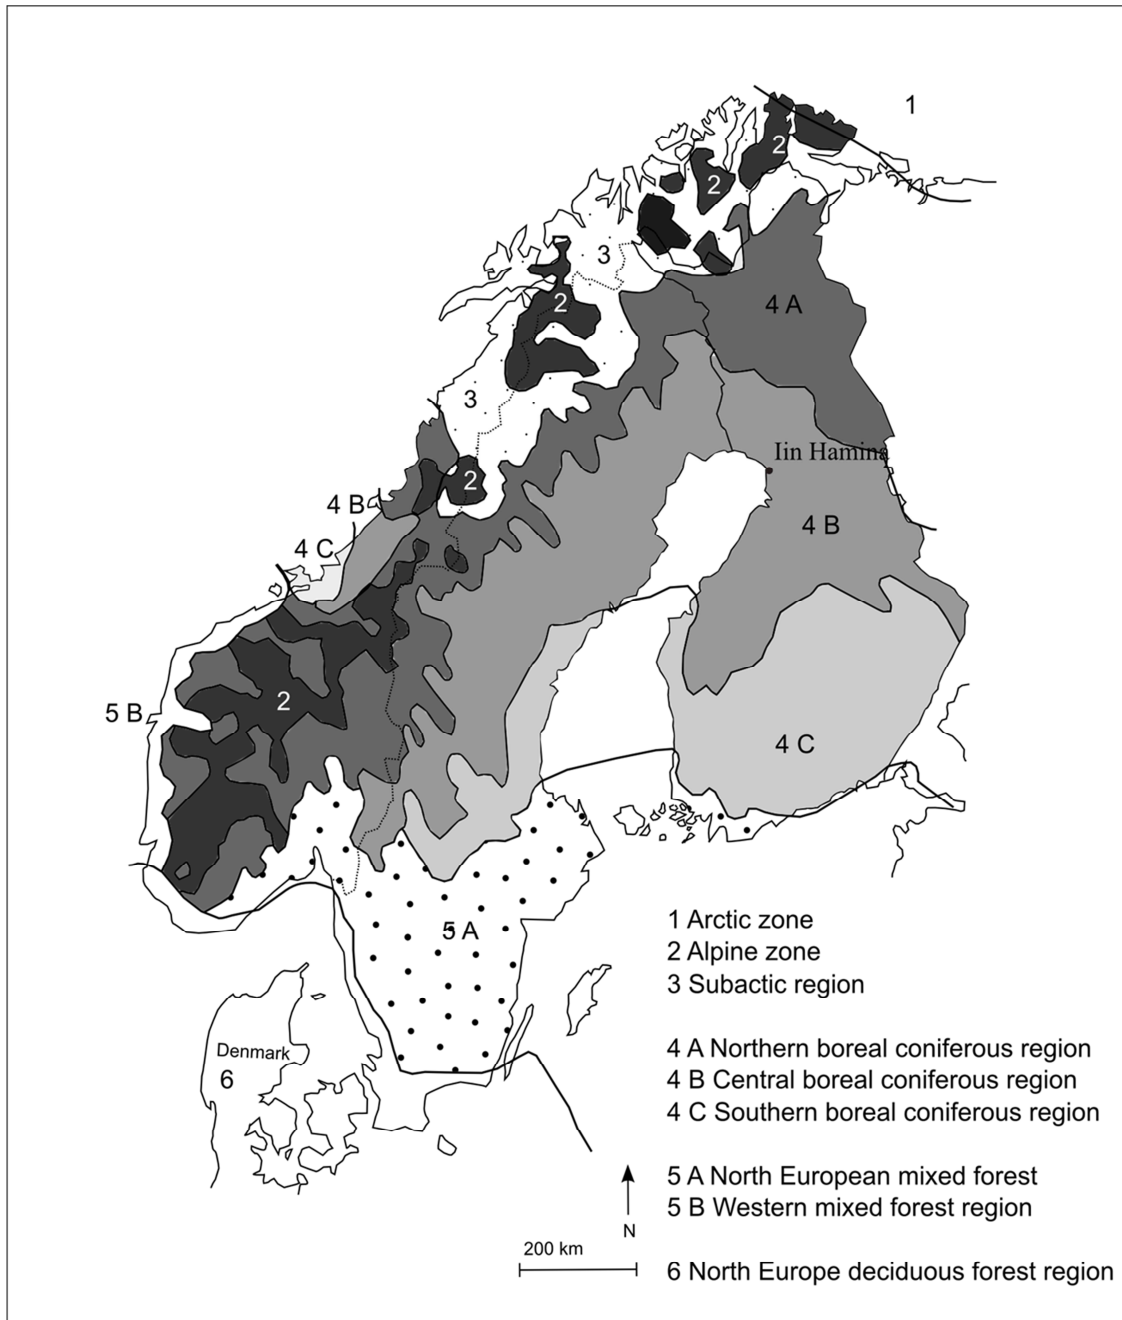 1
2
2
3
2
4 A
3
Iin Hamina
2
4 B
4 B
4 C
2
5 B
4 C
5 A
Denmark
6
1 Arctic zone
2 Alpine zone
3 Subactic region
4 A Northern boreal coniferous region
4 B Central boreal coniferous region
4 C Southern boreal coniferous region
5 A North European mixed forest
5 B Western mixed forest region
N
200 km
6 North Europe deciduous forest region